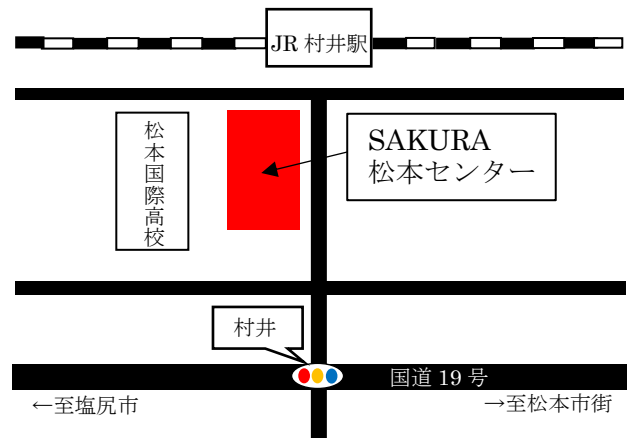 JR 村井駅
松本国際高校
SAKURA
松本センター
村井
国道 19 号
←至塩尻市
→至松本市街